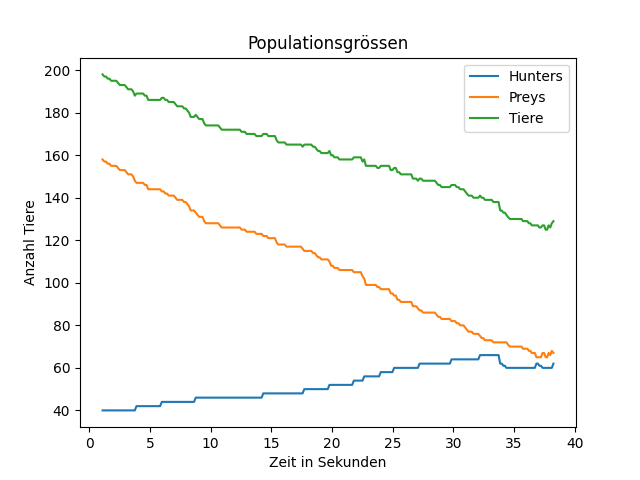 Populationsgrössen
Hunters
Preys
Tiere
Anzahl Tiere
200
180
160
140
120
100
80
60
40
0 5 10 15 20 25 30 35 40
Zeit in Sekunden